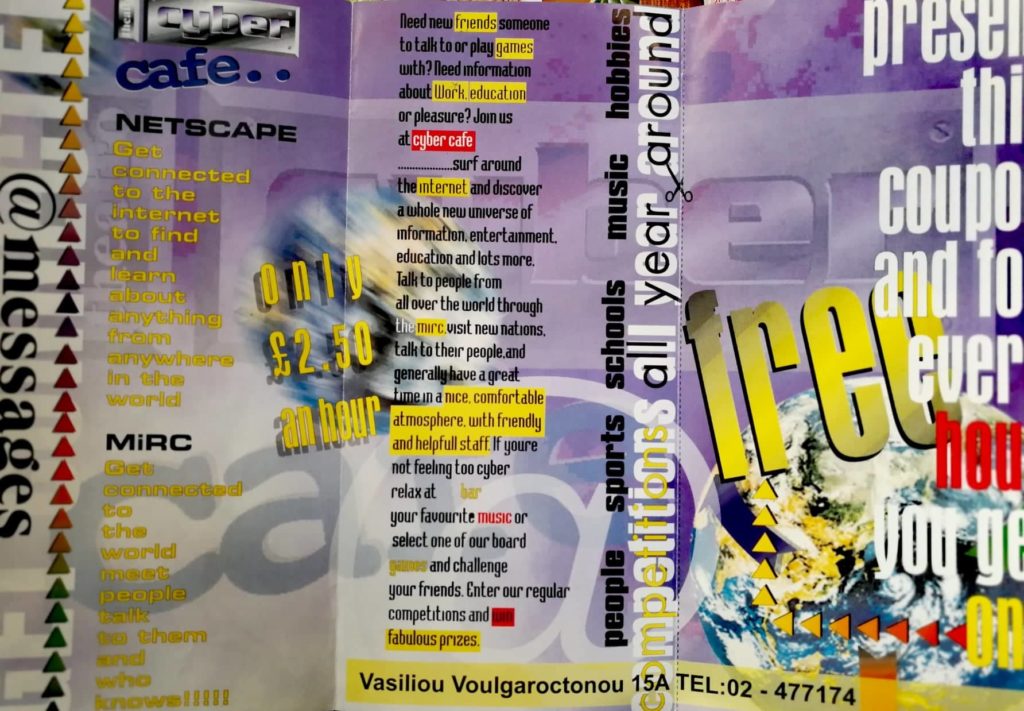 @messages
cyber
cafe..
NETSCAPE
Get
connected
to the
internet
to find
and
learn
about
anything
from
anywhere
in the
world
MiRC
Get
connected
to
the
world
meet
people
talk
to them
and
who
knows!!!!!
only
£2.50
an hour
Need new friends someone
to talk to or play games
with? Need information
about Work, education
or pleasure? Join us
at cyber cafe
...................surf around
the internet and discover
a whole new universe of
information, entertainment,
education and lots more.
Talk to people from
all over the world through
the mirc, visit new nations,
talk to their people,and
generally have a great
time in a nice, comfortable
atmosphere, with friendly
and helpfull staff. If youre
not feeling too cyber
relax at bar
your favourite music or
select one of our board
games and challenge
your friends. Enter our regular
competitions and win
fabulous prizes.
people sports schools music hobbies
competitions all year around
presen
thi
coupo
and fo
ever
hou
you ge
on
free
Vasiliou Voulgaroctonou 15A TEL:02 - 477174